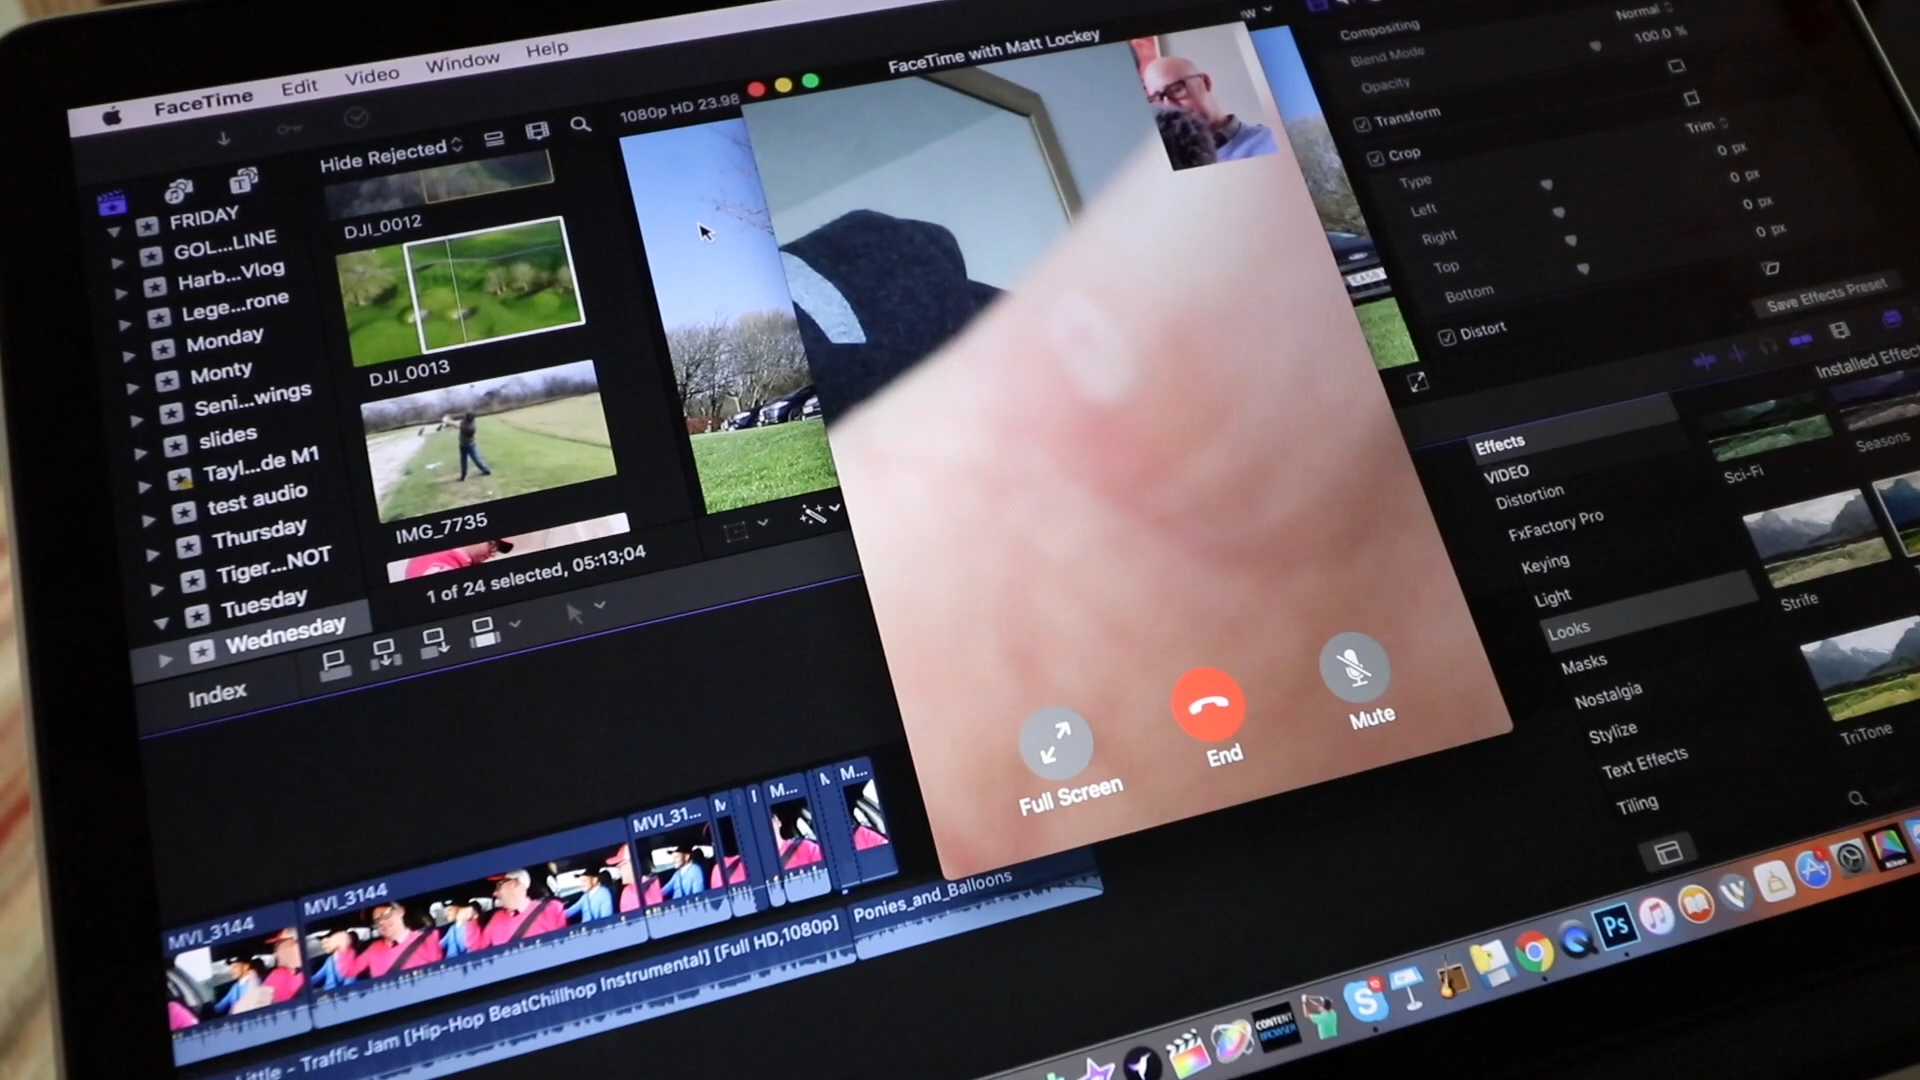 FaceTime Edit Video Window Help
FaceTime with Matt Lockey
Hide Rejected
1080p HD 23.98
FRIDAY
GOL...LINE
Harb...Vlog
Lege...rone
Monday
Monty
Seni...wings
slides
Tayl...de M1
test audio
Thursday
Tiger...NOT
Tuesday
Wednesday
DJI_0012
DJI_0013
IMG_7735
1 of 24 selected, 05:13;04
Index
Full Screen
End
Mute
Compositing
Blend Mode
Normal
Opacity
100.0 %
Transform
Crop
Type
Trim
Left
0 px
Right
0 px
Top
0 px
Bottom
0 px
Distort
Save Effects Preset
Effects
Installed Effect
VIDEO
Distortion
FxFactory Pro
Keying
Light
Looks
Masks
Nostalgia
Stylize
Text Effects
Tiling
Sci-Fi
Seasons
Strife
TriTone
MVI_3144
MVI_3144
MVI_31...
M
I
M...
M
M...
- Traffic Jam [Hip-Hop BeatChillhop Instrumental] [Full HD,1080p]
Ponies_and_Balloons
CONTENT
BROWSER
S
10
Ps